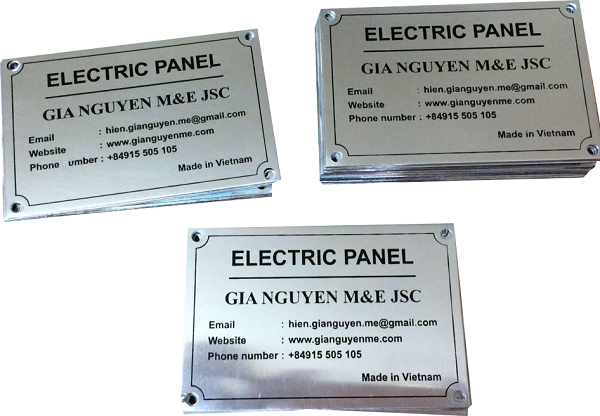 ELECTRIC PANEL
GIA NGUYEN M&E JSC
Email : hien.gianguyen.me@gmail.com
Website : www.gianguyenme.com
Phone number : +84915 505 105
Made in Vietnam
ELECTRIC PANEL
GIA NGUYEN M&E JSC
Email : hien.gianguyen.me@gmail.com
Website : www.gianguyenme.com
Phone number : +84915 505 105
Made in Vietnam
ELECTRIC PANEL
GIA NGUYEN M&E JSC
Email : hien.gianguyen.me@gmail.com
Website : www.gianguyenme.com
Phone number : +84915 505 105
Made in Vietnam